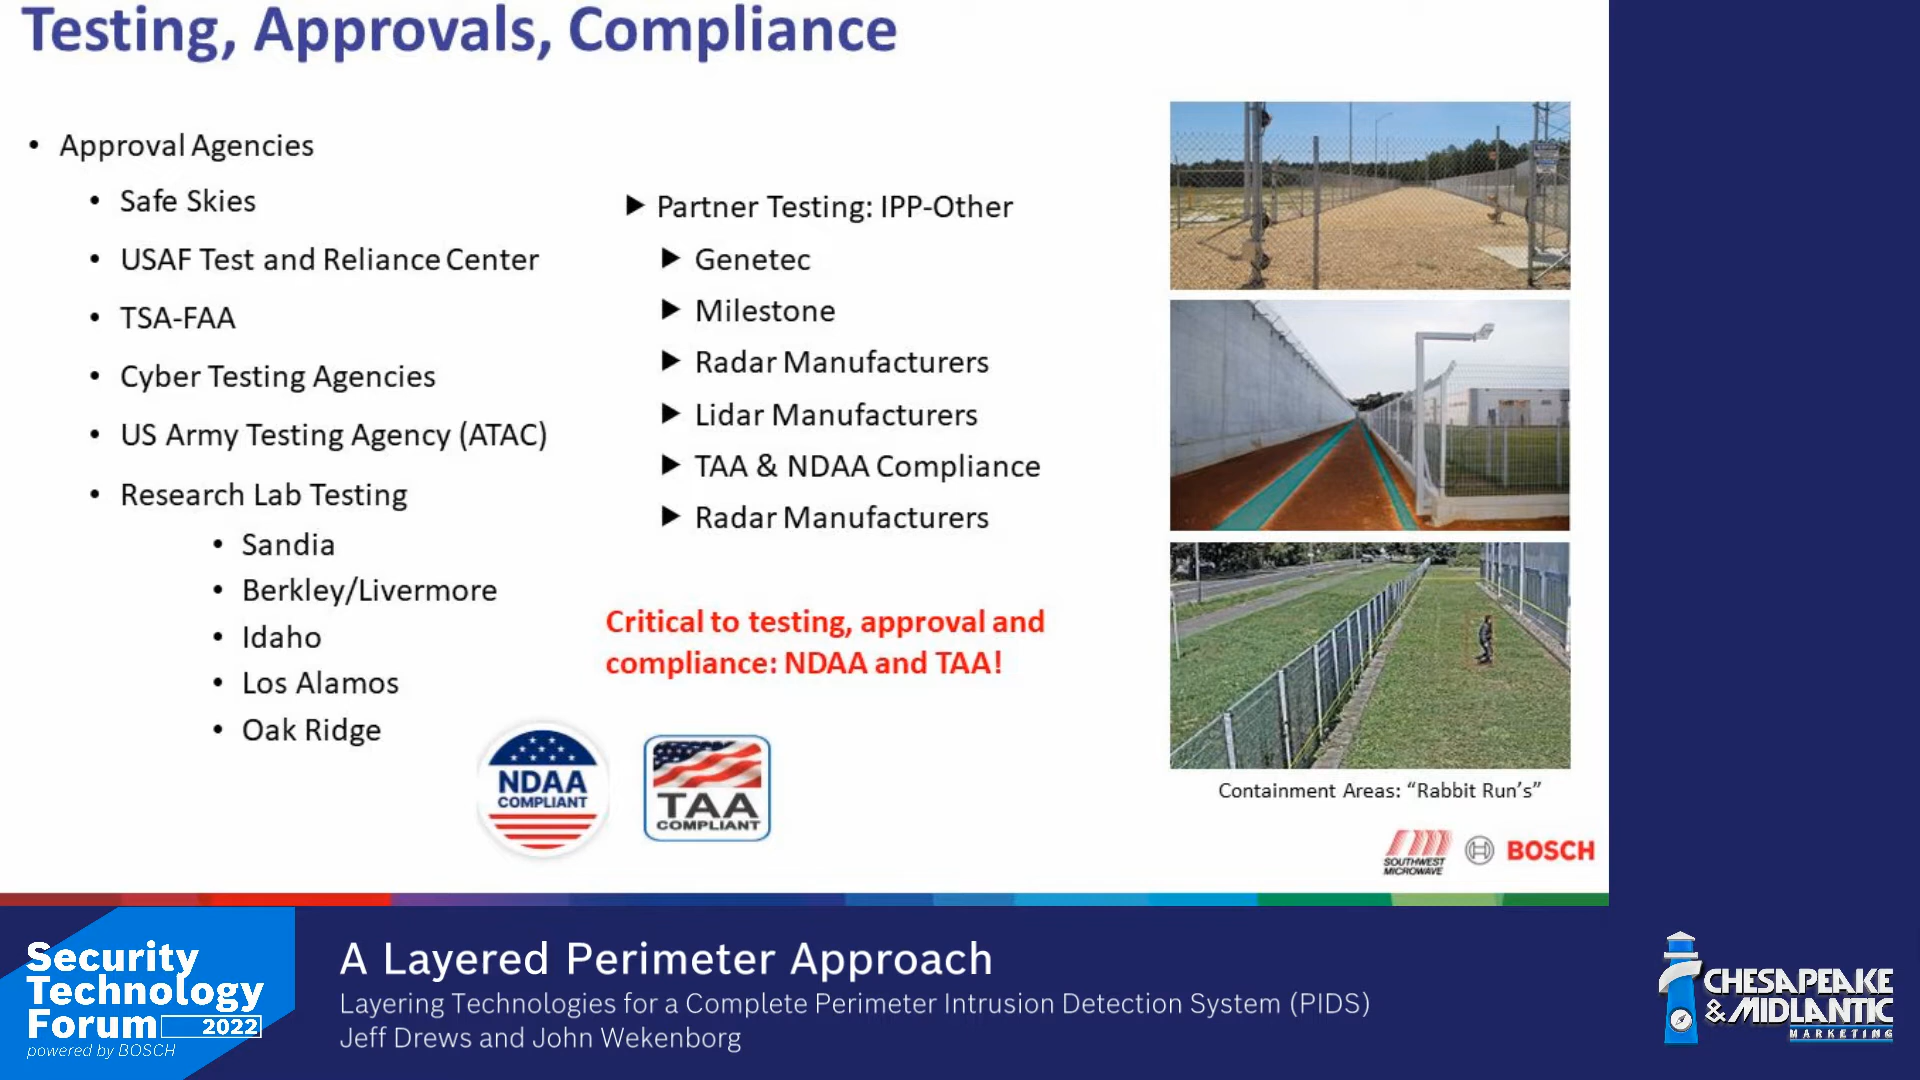 Testing, Approvals, Compliance
• Approval Agencies
• Safe Skies
• USAF Test and Reliance Center
• TSA-FAA
• Cyber Testing Agencies
• US Army Testing Agency (ATAC)
• Research Lab Testing
• Sandia
• Berkley/Livermore
• Idaho
• Los Alamos
• Oak Ridge
Partner Testing: IPP-Other
Genetec
Milestone
Radar Manufacturers
Lidar Manufacturers
TAA & NDAA Compliance
Radar Manufacturers
Critical to testing, approval and
compliance: NDAA and TAA!
NDAA
COMPLIANT
TAA
COMPLIANT
Containment Areas: “Rabbit Run’s”
SOUTHWEST
MICROWAVE
BOSCH
Security
Technology
Forum 2022
powered by BOSCH
A Layered Perimeter Approach
Layering Technologies for a Complete Perimeter Intrusion Detection System (PIDS)
Jeff Drews and John Wekenborg
CHESAPEAKE
& MIDLANTIC
MARKETING